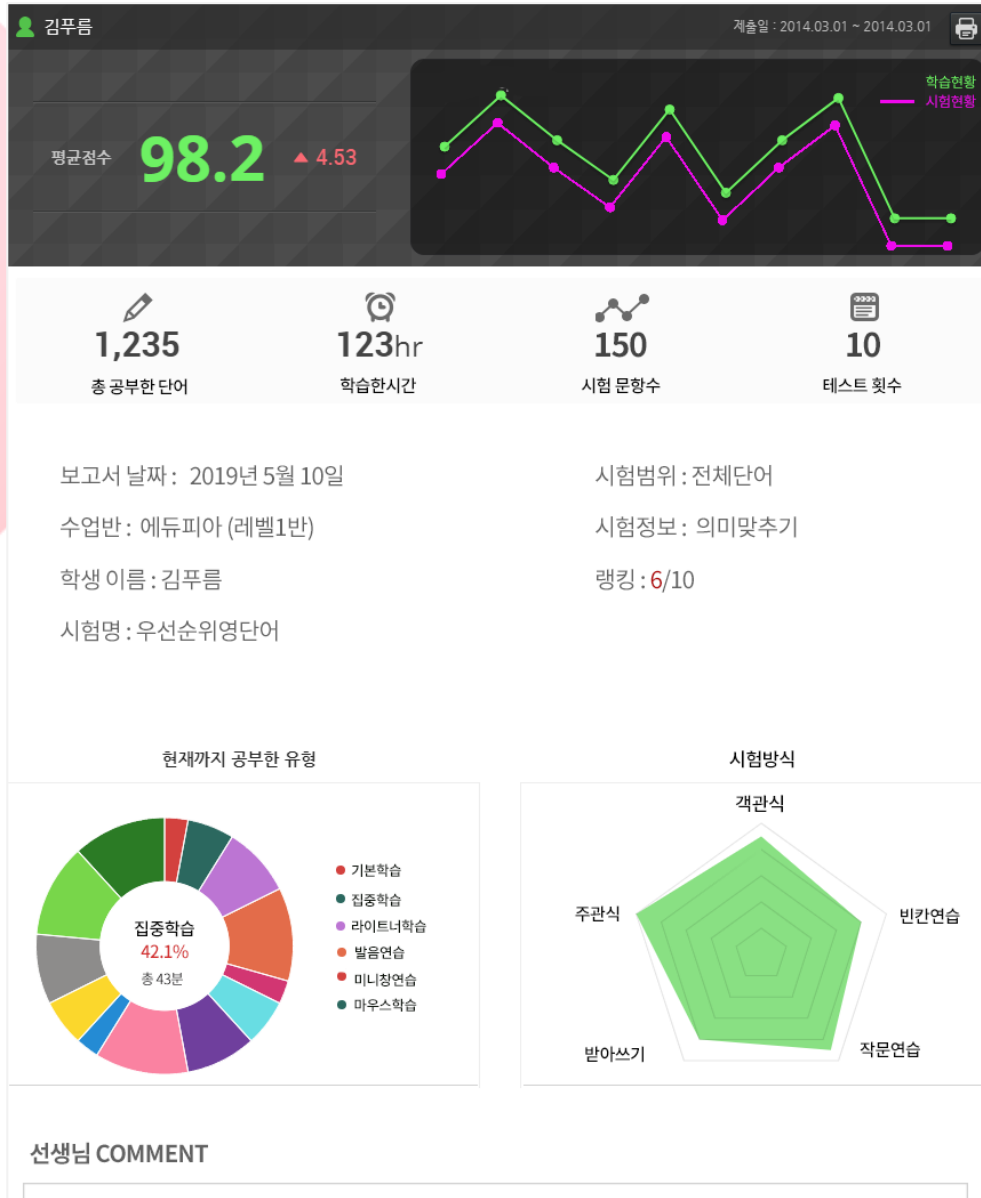 김푸름
제출일 : 2014.03.01 ~ 2014.03.01
학습현황
시험현황
평균점수 98.2 ▲ 4.53
1,235
총 공부한 단어
123hr
학습한시간
150
시험 문항수
10
테스트 횟수
보고서 날짜 : 2019년 5월 10일
수업반 : 에듀피아 (레벨1반)
학생 이름 : 김푸름
시험명 : 우선순위영단어
시험범위 : 전체단어
시험정보 : 의미맞추기
랭킹 : 6/10
현재까지 공부한 유형
집중학습
42.1%
총 43분
기본학습
집중학습
라이트너학습
발음연습
미니창연습
마우스학습
시험방식
객관식
주관식
빈칸연습
받아쓰기
작문연습
선생님 COMMENT